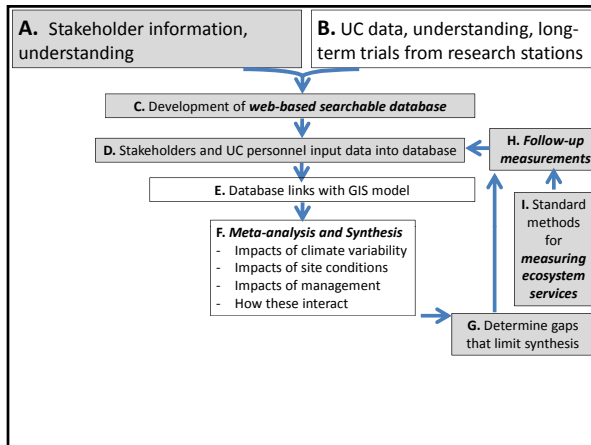 A. Stakeholder information,
understanding
B. UC data, understanding, long-
term trials from research stations
C. Development of web-based searchable database
D. Stakeholders and UC personnel input data into database
H. Follow-up
measurements
E. Database links with GIS model
I. Standard
methods
for
measuring
ecosystem
services
F. Meta-analysis and Synthesis
- Impacts of climate variability
- Impacts of site conditions
- Impacts of management
- How these interact
G. Determine gaps
that limit synthesis